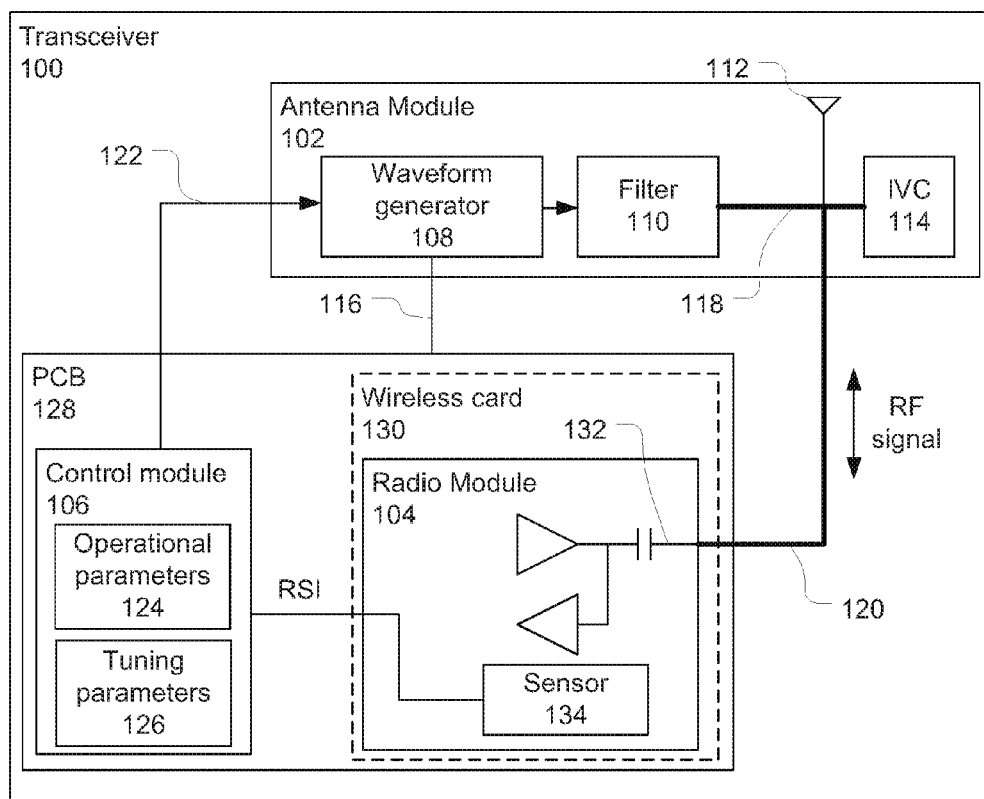 Transceiver
100
112
Antenna Module
102
122
Waveform
generator
108
Filter
110
IVC
114
116
118
PCB
128
Wireless card
130
132
RF
signal
Control module
106
Radio Module
104
Operational
parameters
124
RSI
120
Tuning
parameters
126
Sensor
134